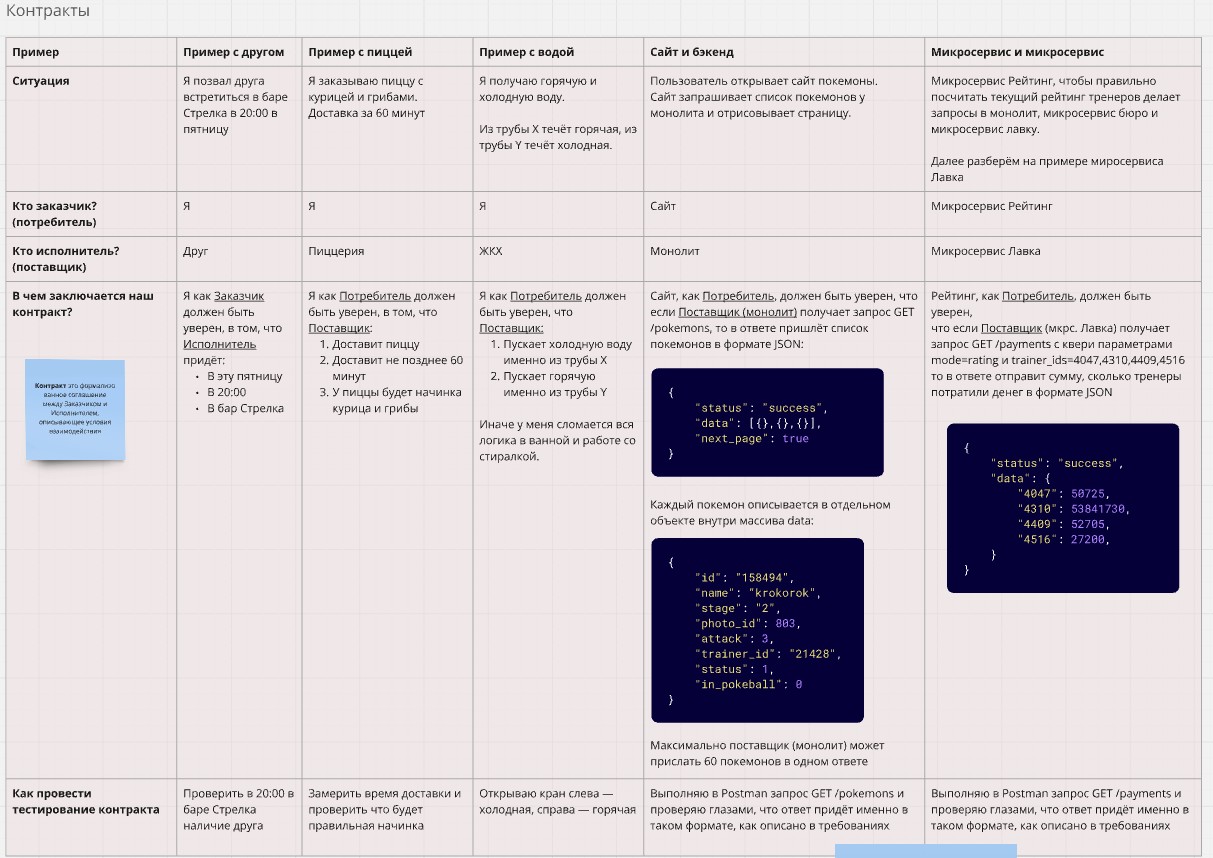 Контракты
Пример
Пример с другом
Пример с пиццей
Пример с водой
Сайт и бэкенд
Микросервис и микросервис
Ситуация
Я позвал друга
встретиться в баре
Стрелка в 20:00 в
пятницу
Я заказываю пиццу с
курицей и грибами.
Доставка за 60 минут
Я получаю горячую и
холодную воду.
Из трубы X течёт горячая, из
трубы Y течёт холодная.
Пользователь открывает сайт покемоны.
Сайт запрашивает список покемонов у
монолита и отрисовывает страницу.
Микросервис Рейтинг, чтобы правильно
посчитать текущий рейтинг тренеров делает
запросы в монолит, микросервис бюро и
микросервис лавку.
Далее разберём на примере миросервиса
Лавка
Кто заказчик?
(потребитель)
Я
Я
Я
Сайт
Микросервис Рейтинг
Кто исполнитель?
(поставщик)
Друг
Пиццерия
ЖКХ
Монолит
Микросервис Лавка
В чем заключается наш
контракт?
Контракт это формализо
ванное соглашение
между Заказчиком и
Исполнителем,
описывающее условия
взаимодействия
Я как Заказчик
должен быть
уверен, в том, что
Исполнитель
придёт:
• В эту пятницу
• В 20:00
• В бар Стрелка
Я как Потребитель должен
быть уверен, в том, что
Поставщик:
1. Доставит пиццу
2. Доставит не позднее 60
минут
3. У пиццы будет начинка
курица и грибы
Я как Потребитель должен
быть уверен, что
Поставщик:
1. Пускает холодную воду
именно из трубы X
2. Пускает горячую
именно из трубы Y
Иначе у меня сломается вся
логика в ванной и работе со
стиралкой.
Сайт, как Потребитель, должен быть уверен, что
если Поставщик (монолит) получает запрос GET
/pokemons, то в ответе пришлёт список
покемонов в формате JSON:
{
"status": "success",
"data": [{},{},{}],
"next_page": true
}
Каждый покемон описывается в отдельном
объекте внутри массива data:
{
"id": "158494",
"name": "krokorok",
"stage": "2",
"photo_id": 803,
"attack": 3,
"trainer_id": "21428",
"status": 1,
"in_pokeball": 0
}
Максимально поставщик (монолит) может
прислать 60 покемонов в одном ответе
Рейтинг, как Потребитель, должен быть
уверен,
что если Поставщик (мкрс. Лавка) получает
запрос GET /payments с квери параметрами
mode=rating и trainer_ids=4047,4310,4409,4516
то в ответе отправит сумму, сколько тренеры
потратили денег в формате JSON
{
"status": "success",
"data": {
"4047": 50725,
"4310": 53841730,
"4409": 52705,
"4516": 27200,
}
}
Как провести
тестирование контракта
Проверить в 20:00 в
баре Стрелка
наличие друга
Замерить время доставки и
проверить что будет
правильная начинка
Открываю кран слева —
холодная, справа — горячая
Выполняю в Postman запрос GET /pokemons и
проверяю глазами, что ответ придёт именно в
таком формате, как описано в требованиях
Выполняю в Postman запрос GET /payments и
проверяю глазами, что ответ придёт именно в
таком формате, как описано в требованиях